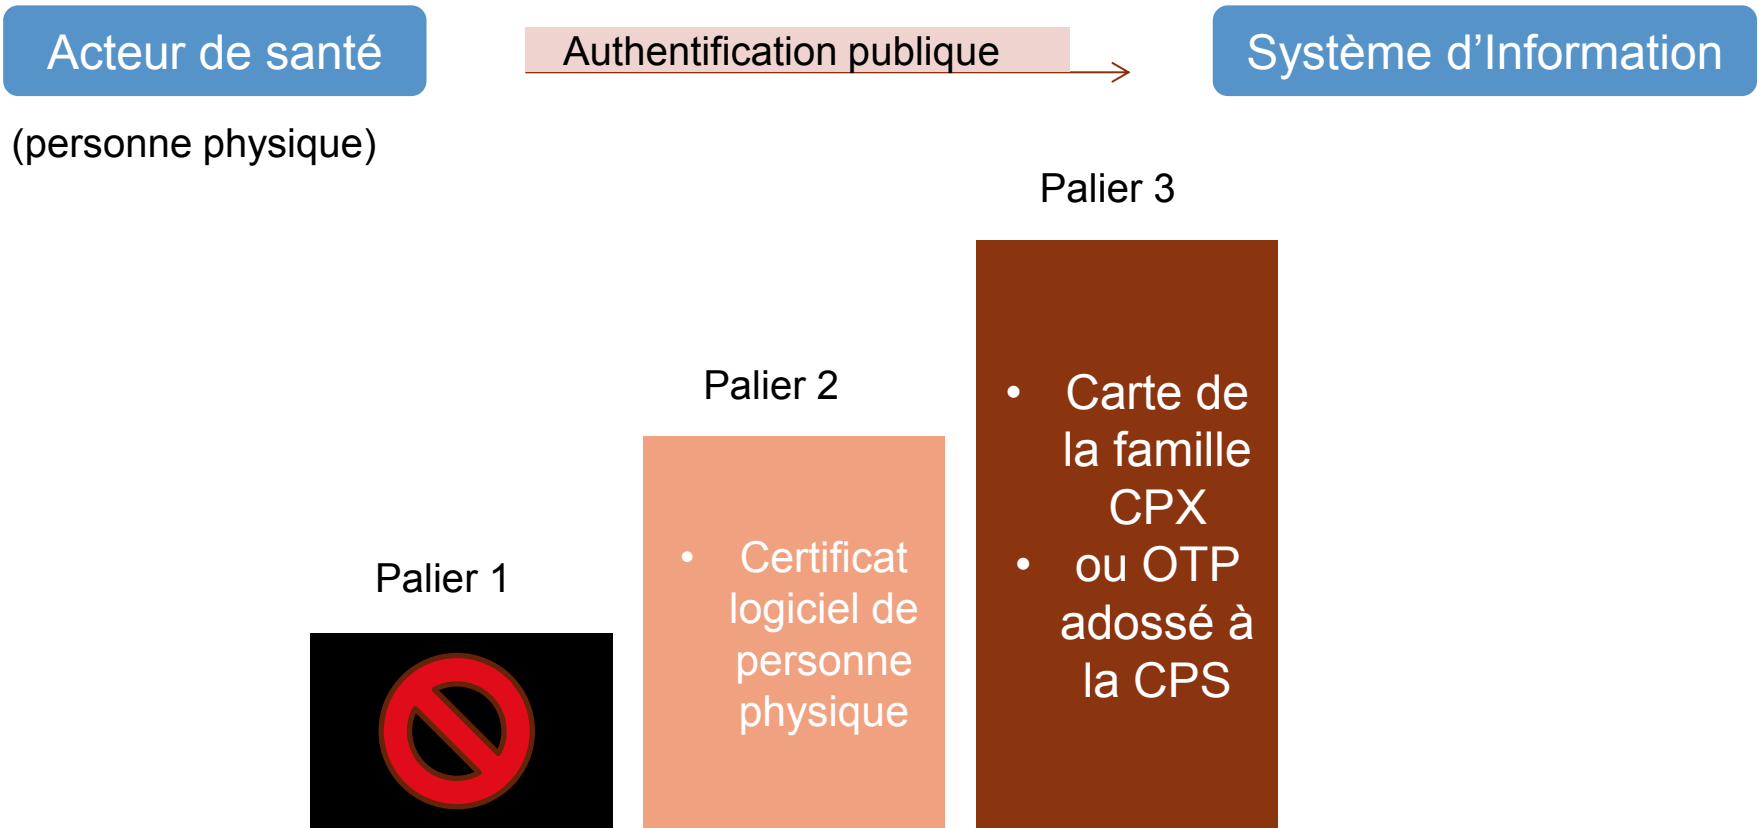 Acteur de santé
Authentification publique
Système d’Information
(personne physique)
Palier 3
Palier 2
Palier 1
• Certificat
logiciel de
personne
physique
• Carte de
la famille
CPX
• ou OTP
adossé à
la CPS